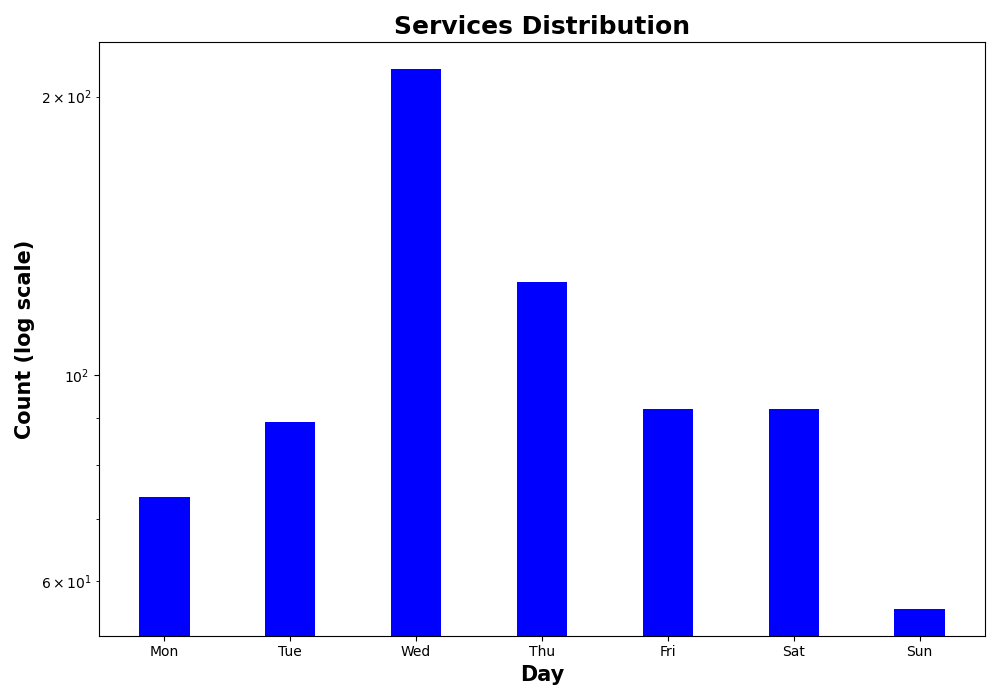 Services Distribution
Count (log scale)
2 × 10²
10²
6 × 10¹
Mon Tue Wed Thu Fri Sat Sun
Day